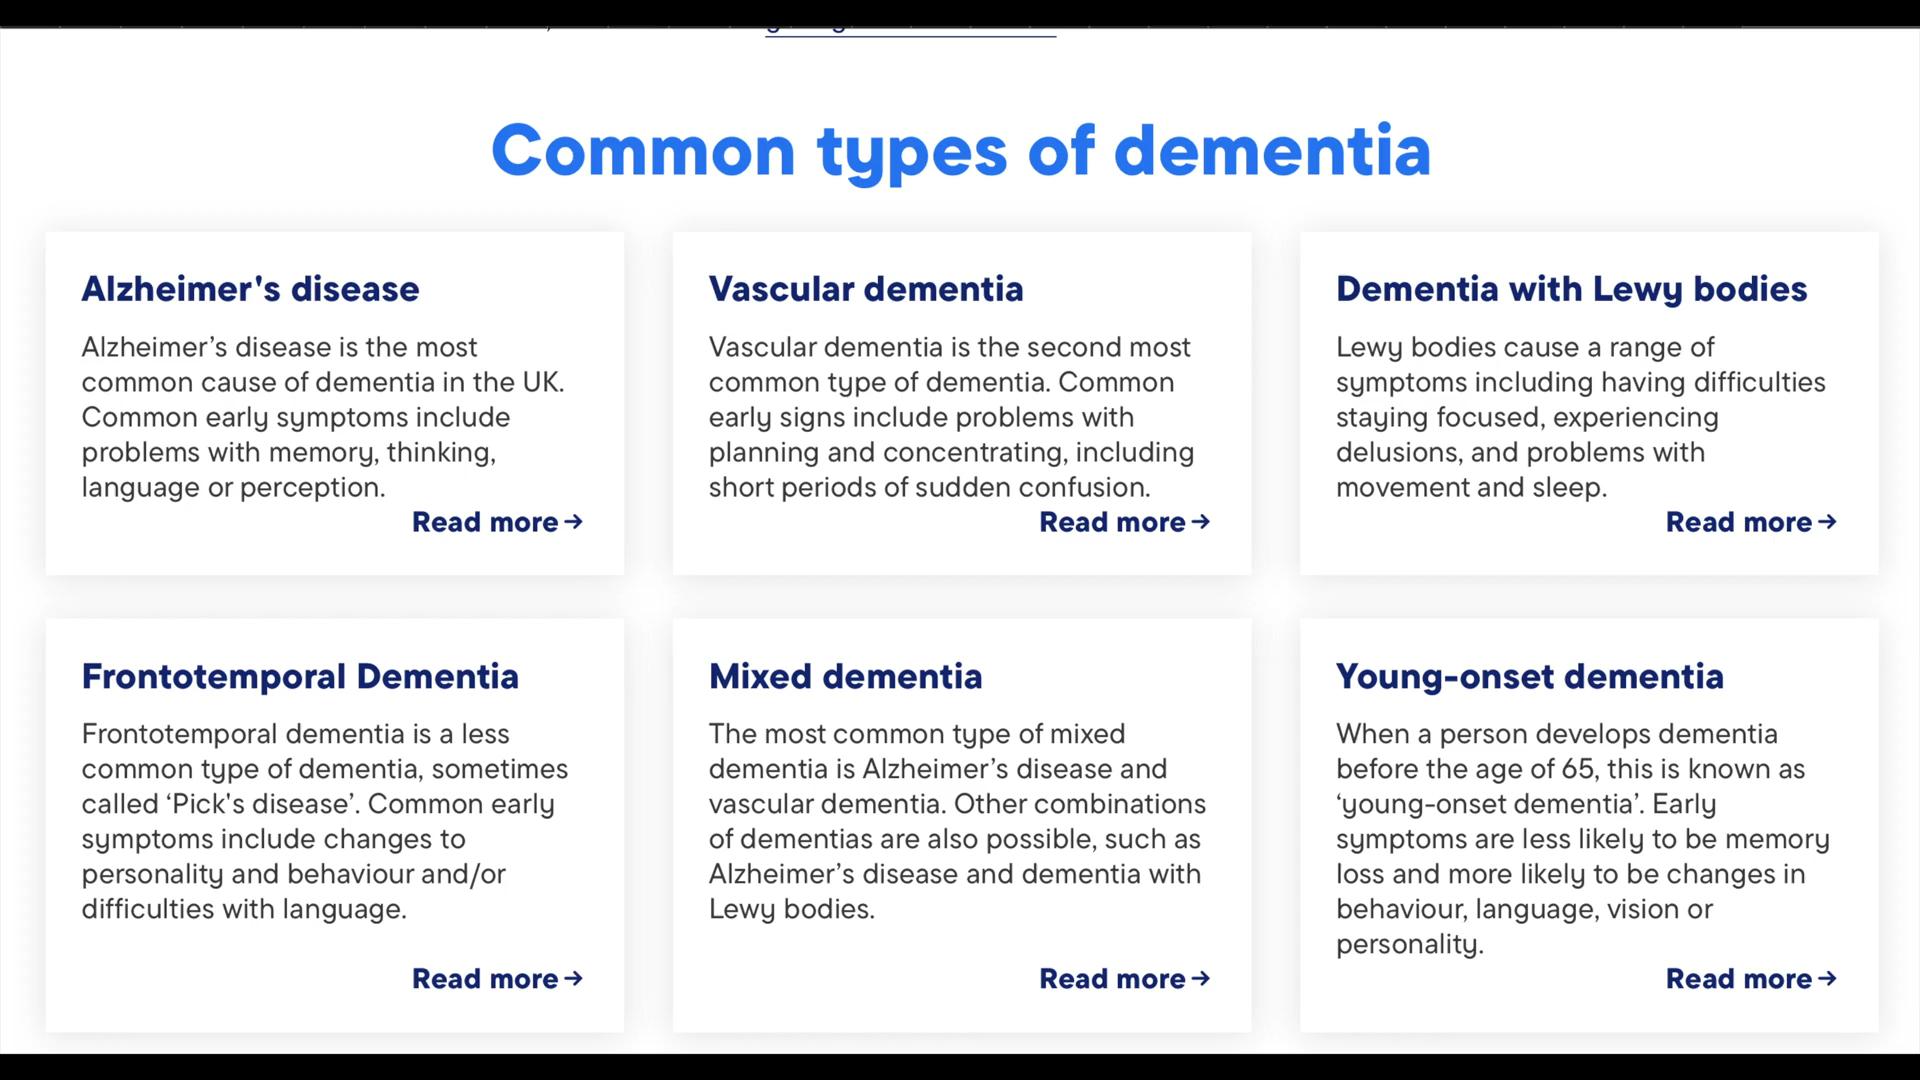 Common types of dementia
Alzheimer's disease
Alzheimer’s disease is the most
common cause of dementia in the UK.
Common early symptoms include
problems with memory, thinking,
language or perception.
Read more →
Vascular dementia
Vascular dementia is the second most
common type of dementia. Common
early signs include problems with
planning and concentrating, including
short periods of sudden confusion.
Read more →
Dementia with Lewy bodies
Lewy bodies cause a range of
symptoms including having difficulties
staying focused, experiencing
delusions, and problems with
movement and sleep.
Read more →
Frontotemporal Dementia
Frontotemporal dementia is a less
common type of dementia, sometimes
called ‘Pick's disease’. Common early
symptoms include changes to
personality and behaviour and/or
difficulties with language.
Read more →
Mixed dementia
The most common type of mixed
dementia is Alzheimer’s disease and
vascular dementia. Other combinations
of dementias are also possible, such as
Alzheimer’s disease and dementia with
Lewy bodies.
Read more →
Young-onset dementia
When a person develops dementia
before the age of 65, this is known as
‘young-onset dementia’. Early
symptoms are less likely to be memory
loss and more likely to be changes in
behaviour, language, vision or
personality.
Read more →